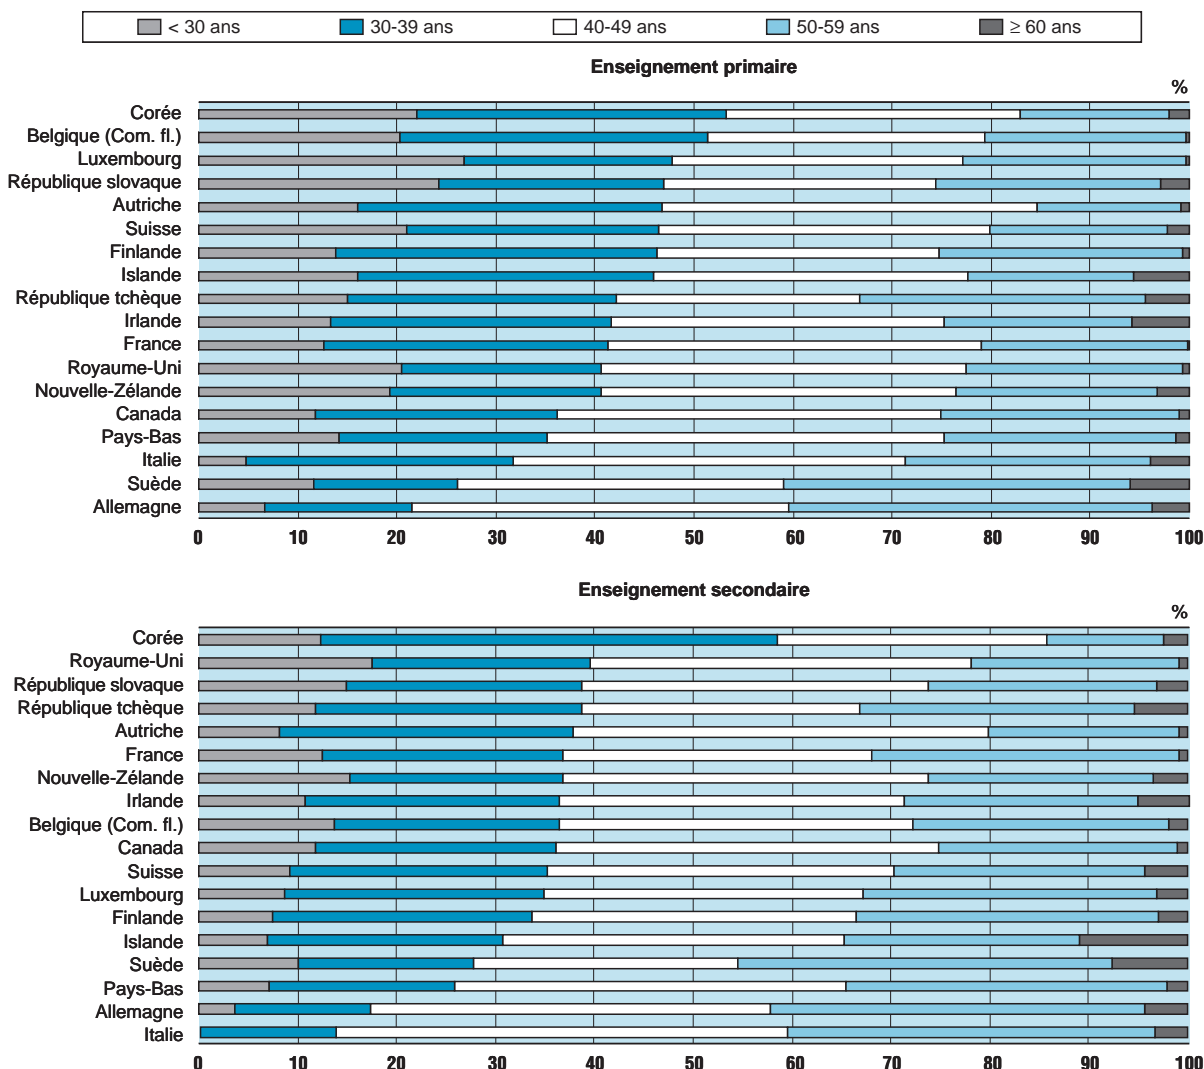 < 30 ans 30-39 ans 40-49 ans 50-59 ans ≥ 60 ans
Enseignement primaire
%
Corée
Belgique (Com. fl.)
Luxembourg
République slovaque
Autriche
Suisse
Finlande
Islande
République tchèque
Irlande
France
Royaume-Uni
Nouvelle-Zélande
Canada
Pays-Bas
Italie
Suède
Allemagne
0 10 20 30 40 50 60 70 80 90 100
Enseignement secondaire
%
Corée
Royaume-Uni
République slovaque
République tchèque
Autriche
France
Nouvelle-Zélande
Irlande
Belgique (Com. fl.)
Canada
Suisse
Luxembourg
Finlande
Islande
Suède
Pays-Bas
Allemagne
Italie
0 10 20 30 40 50 60 70 80 90 100